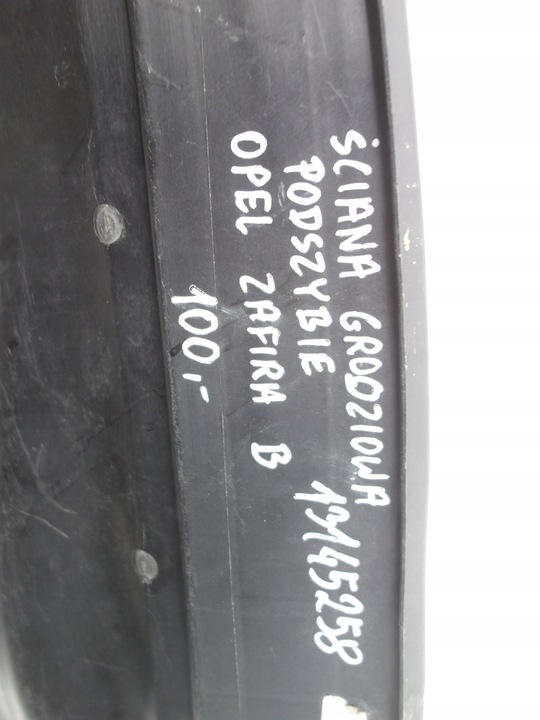 ŚCIANA GRODZIOWA
PODSZYBIE 13145258
OPEL ZAFIRA B
100,-